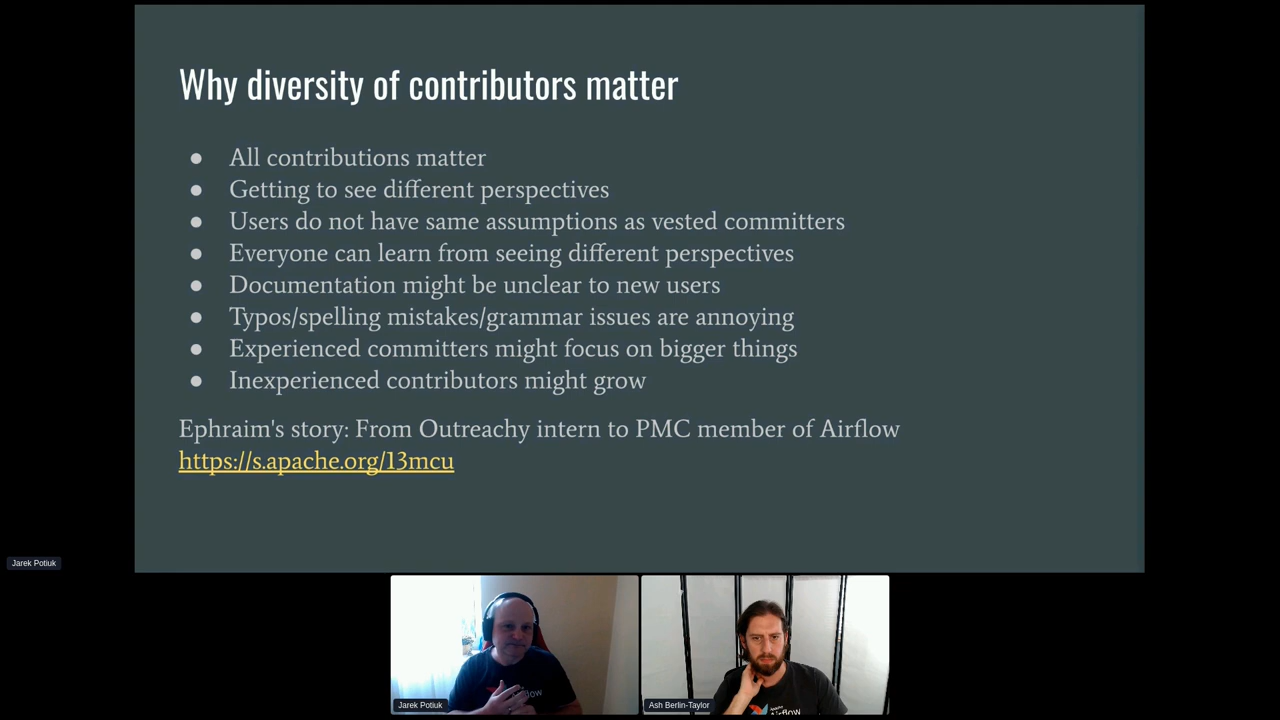 Why diversity of contributors matter
● All contributions matter
● Getting to see different perspectives
● Users do not have same assumptions as vested committers
● Everyone can learn from seeing different perspectives
● Documentation might be unclear to new users
● Typos/spelling mistakes/grammar issues are annoying
● Experienced committers might focus on bigger things
● Inexperienced contributors might grow
Ephraim's story: From Outreachy intern to PMC member of Airflow
https://s.apache.org/13mcu
Jarek Potiuk
Jarek Potiuk
Ash Berlin-Taylor
Apache
Airflow